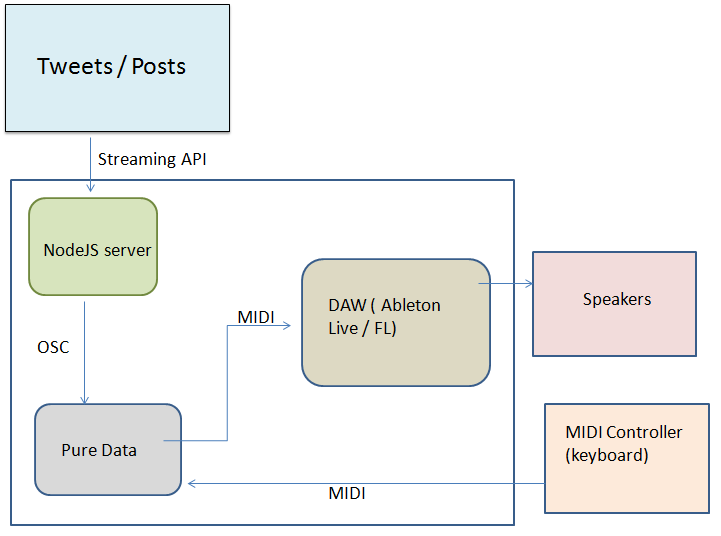 Tweets / Posts
Streaming API
NodeJS server
OSC
Pure Data
MIDI
DAW ( Ableton
Live / FL)
Speakers
MIDI Controller
(keyboard)
MIDI